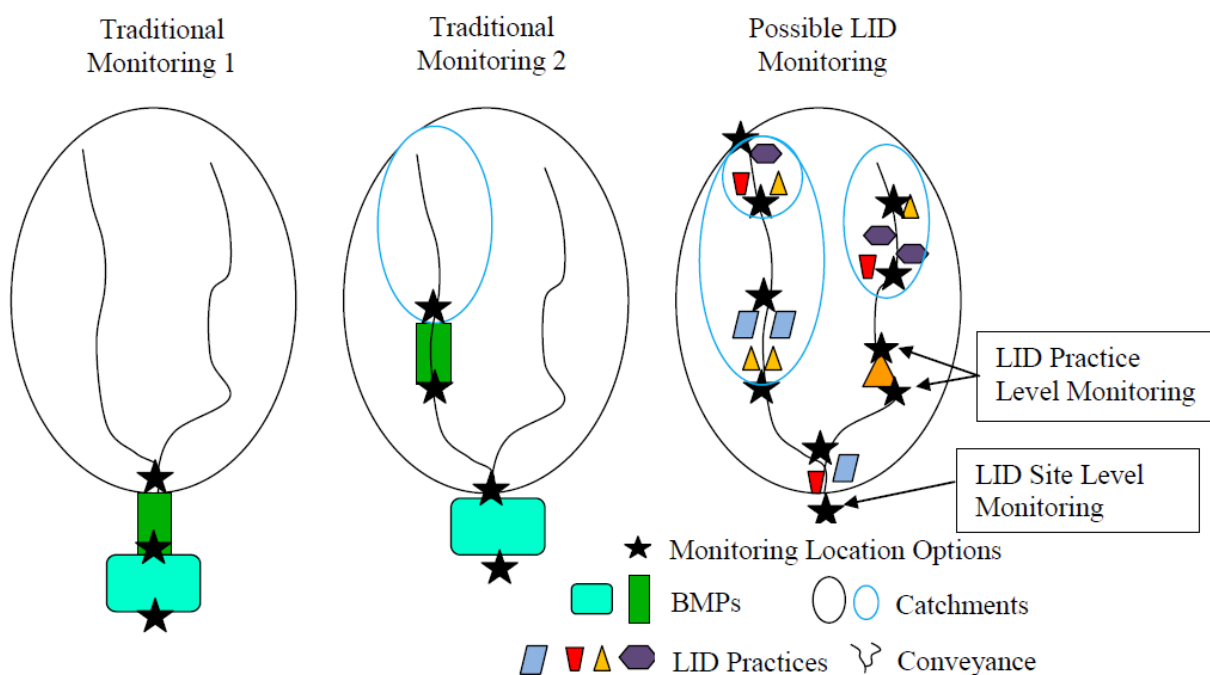 Traditional
Monitoring 1
Traditional
Monitoring 2
Possible LID
Monitoring
LID Practice
Level Monitoring
LID Site Level
Monitoring
Monitoring Location Options
BMPs
Catchments
LID Practices
Conveyance